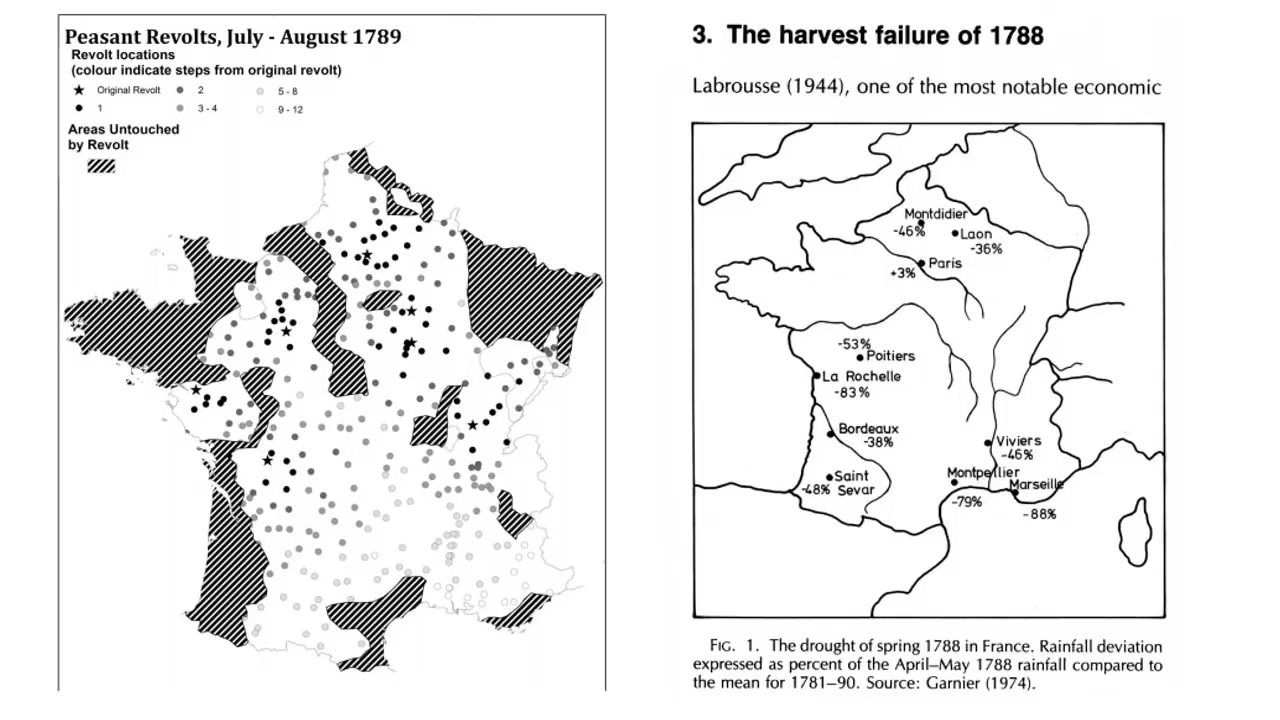 Peasant Revolts, July - August 1789
Revolt locations
(colour indicate steps from original revolt)
Original Revolt
2
5 - 8
1
3 - 4
9 - 12
Areas Untouched
by Revolt
3. The harvest failure of 1788
Labrousse (1944), one of the most notable economic
Montdidier
-46%
Laon
-36%
Paris
+3%
-53%
Poitiers
La Rochelle
-83%
Bordeaux
-38%
Viviers
-46%
Saint
-48% Sevar
Montpellier
-79%
Marseille
-88%
FIG. 1. The drought of spring 1788 in France. Rainfall deviation
expressed as percent of the April–May 1788 rainfall compared to
the mean for 1781–90. Source: Garnier (1974).